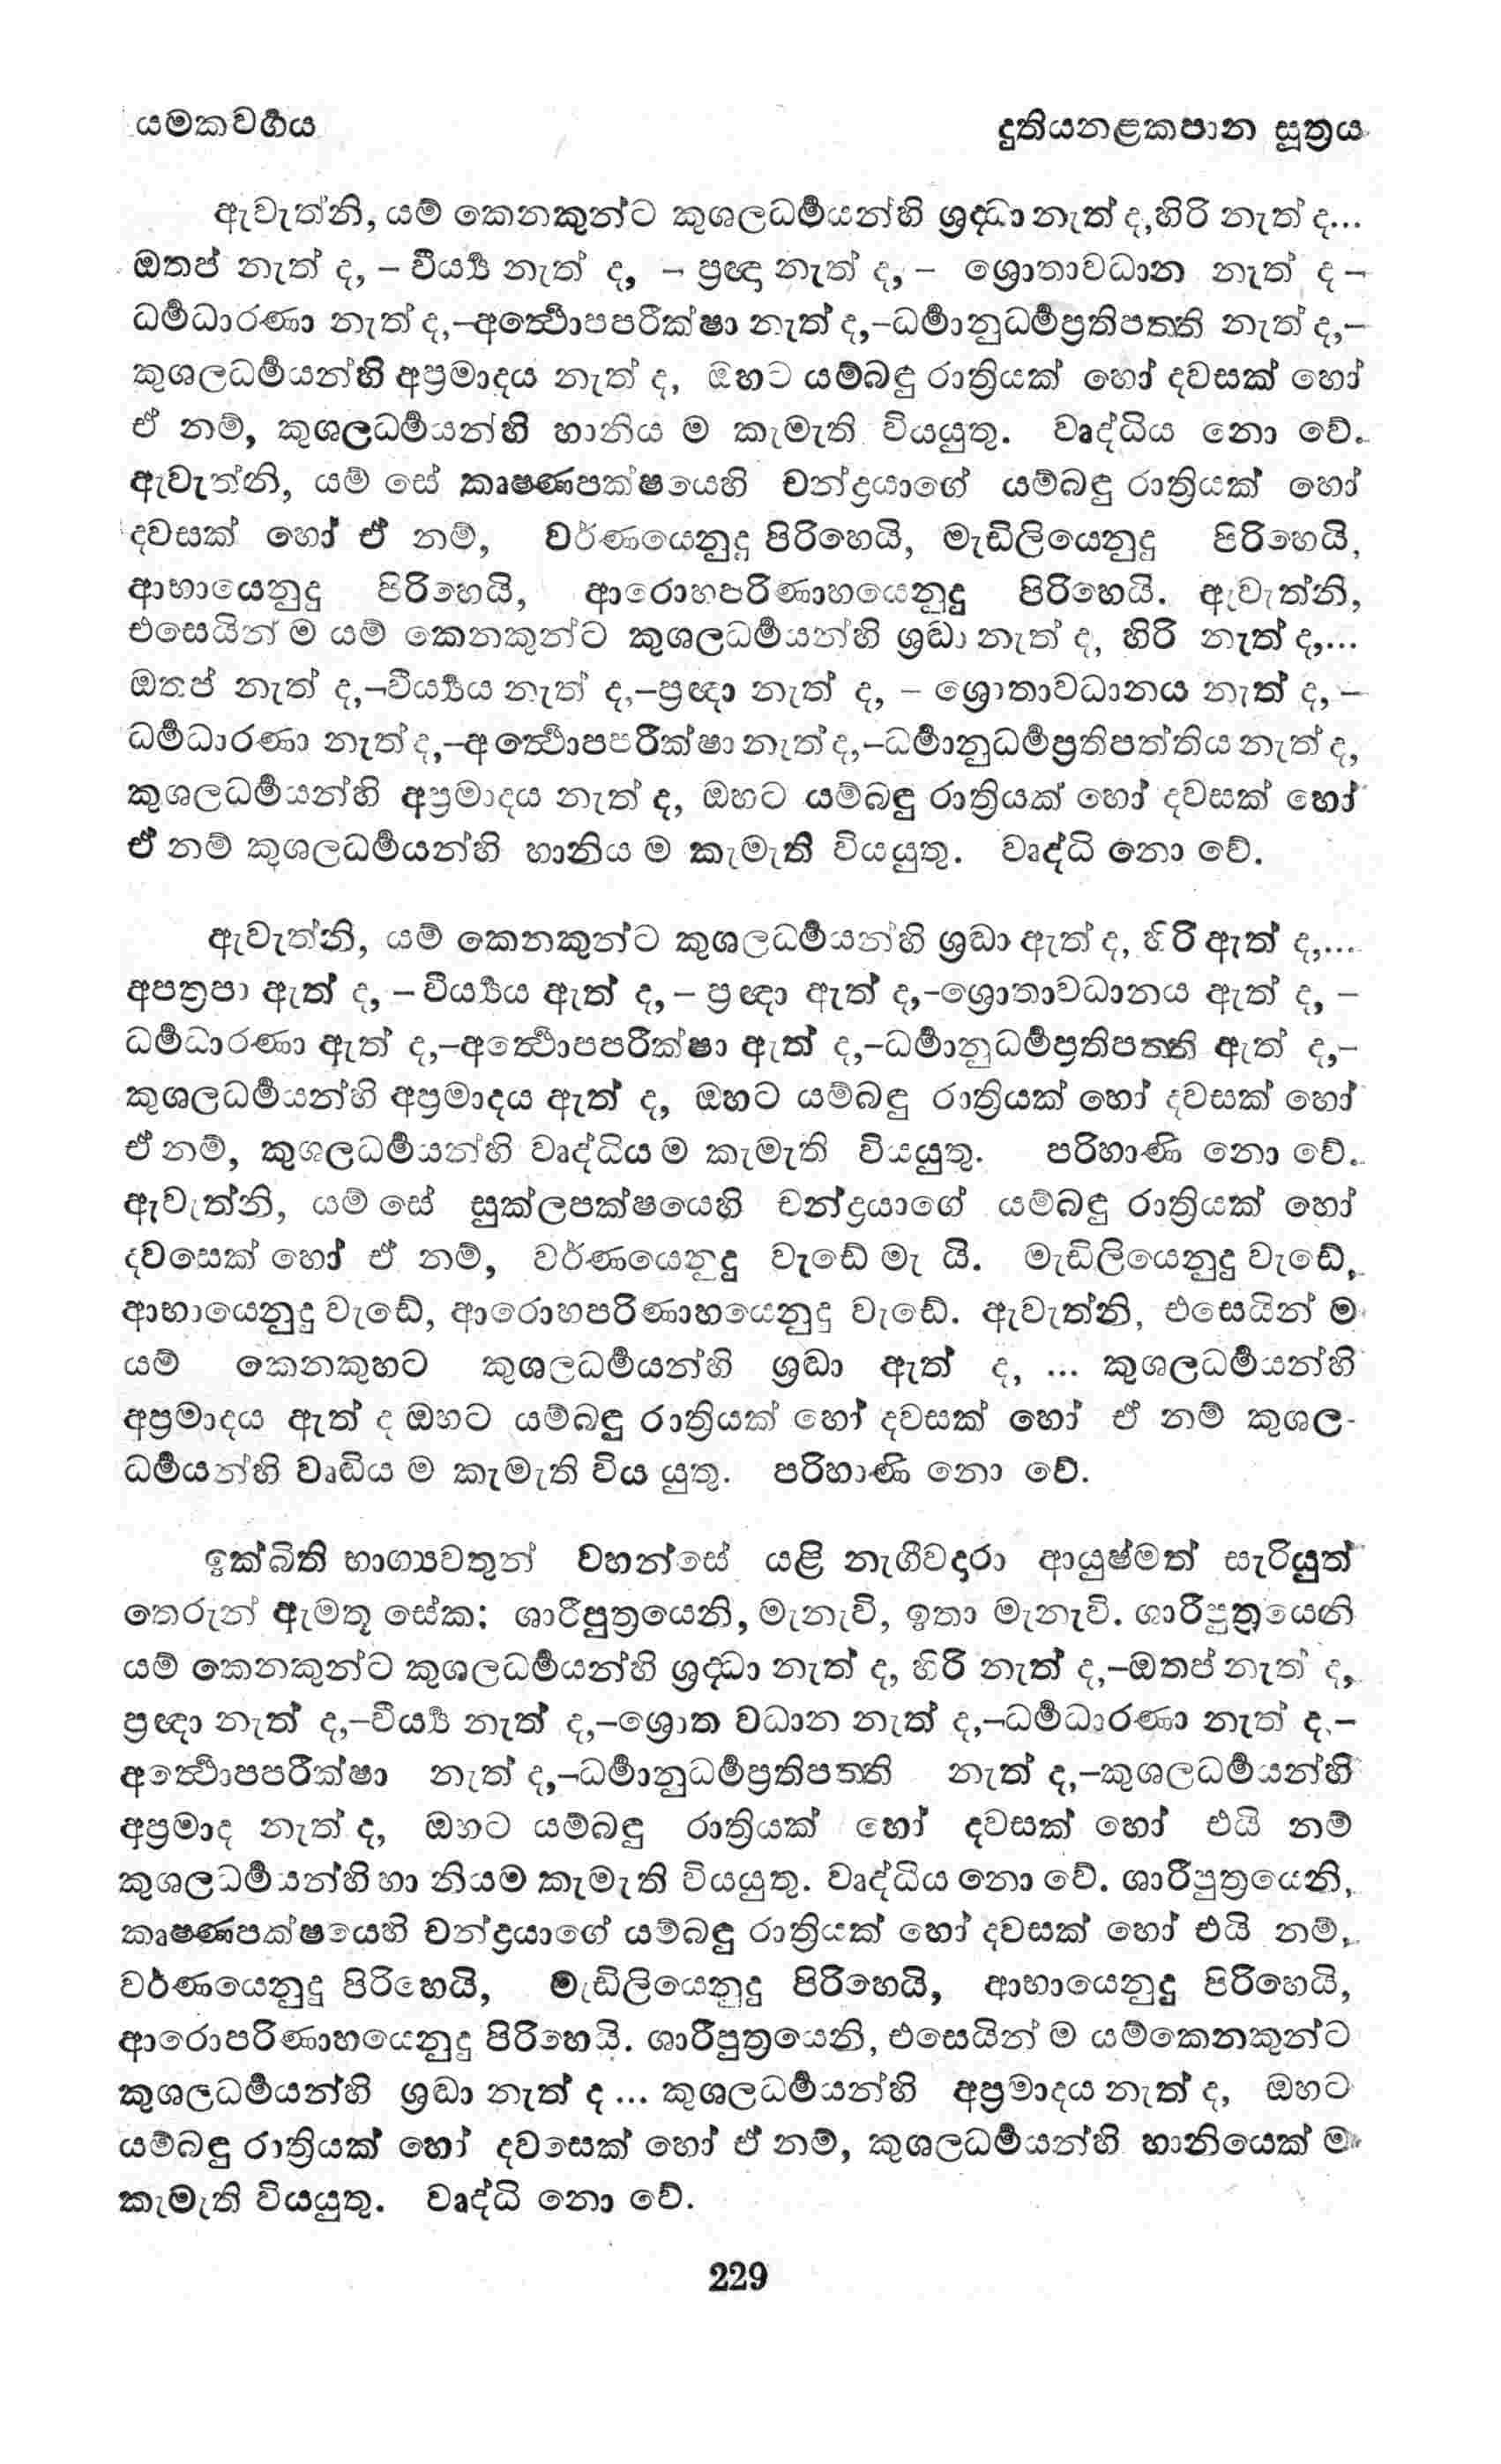 යමකවර්‍ගය
දුතියනළකපාන සූත්‍රය
ඇවැත්නි, යම් කෙනකුන්ට කුශලධර්‍මයන්හි ශ්‍රද්‍ධා නැත් ද,හිරි නැත් ද...
ඔතප් නැත් ද, – වීර්‍ය්‍ය නැත් ද, – ප්‍රඥා නැත් ද, – ශ්‍රොතාවධාන නැත් ද –
ධර්‍මධාරණා නැත් ද,–අර්‍ත්‍ථොපපරීක්ෂා නැත් ද,–ධර්‍මානුධර්‍මප්‍රතිපත්‍ති නැත් ද,–
කුශලධර්‍මයන්හි අප්‍රමාදය නැත් ද, ඔහට යම්බඳු රාත්‍රියක් හෝ දවසක් හෝ
ඒ නම්, කුශලධර්‍මයන්හි හානිය ම කැමැති වියයුතු. වෘද්ධිය නො වේ.
ඇවැත්නි, යම් සේ කෘෂ්‍ණපක්ෂයෙහි චන්ද්‍රයාගේ යම්බඳු රාත්‍රියක් හෝ
දවසක් හෝ ඒ නම්, වර්ණයෙනුදු පිරිහෙයි, මැඩිලියෙනුදු පිරිහෙයි,
ආභායෙනුදු පිරිහෙයි, ආරොහපරිණාහයෙනුදු පිරිහෙයි. ඇවැත්නි,
එසෙයින් ම යම් කෙනකුන්ට කුශලධර්‍මයන්හි ශ්‍රද්‍ධා නැත් ද, හිරි නැත් ද,...
ඔතප් නැත් ද,–වීර්‍ය්‍යය නැත් ද,–ප්‍රඥා නැත් ද, – ශ්‍රොතාවධානය නැත් ද, –
ධර්‍මධාරණා නැත් ද,–අර්‍ත්‍ථොපපරීක්ෂා නැත් ද,–ධර්‍මානුධර්‍මප්‍රතිපත්තිය නැත් ද,
කුශලධර්‍මයන්හි අප්‍රමාදය නැත් ද, ඔහට යම්බඳු රාත්‍රියක් හෝ දවසක් හෝ
ඒ නම් කුශලධර්‍මයන්හි හානිය ම කැමැති වියයුතු. වෘද්ධි නො වේ.
ඇවැත්නි, යම් කෙනකුන්ට කුශලධර්‍මයන්හි ශ්‍රද්‍ධා ඇත් ද, හිරි ඇත් ද,...
අපත්‍රපා ඇත් ද, – වීර්‍ය්‍යය ඇත් ද, – ප්‍රඥා ඇත් ද,–ශ්‍රොතාවධානය ඇත් ද, –
ධර්‍මධාරණා ඇත් ද,–අර්‍ත්‍ථොපපරීක්ෂා ඇත් ද,–ධර්‍මානුධර්‍මප්‍රතිපත්‍ති ඇත් ද,–
කුශලධර්‍මයන්හි අප්‍රමාදය ඇත් ද, ඔහට යම්බඳු රාත්‍රියක් හෝ දවසක් හෝ
ඒ නම්, කුශලධර්‍මයන්හි වෘද්ධිය ම කැමැති වියයුතු. පරිහාණි නො වේ.
ඇවැත්නි, යම් සේ සුක්ලපක්ෂයෙහි චන්ද්‍රයාගේ යම්බඳු රාත්‍රියක් හෝ
දවසෙක් හෝ ඒ නම්, වර්ණයෙනුදු වැඩේ මැ යි. මැඩිලියෙනුදු වැඩේ,
ආභායෙනුදු වැඩේ, ආරොහපරිණාහයෙනුදු වැඩේ. ඇවැත්නි, එසෙයින් ම
යම් කෙනකුහට කුශලධර්‍මයන්හි ශ්‍රද්‍ධා ඇත් ද, ... කුශලධර්‍මයන්හි
අප්‍රමාදය ඇත් ද ඔහට යම්බඳු රාත්‍රියක් හෝ දවසක් හෝ ඒ නම් කුශල-
ධර්‍මයන්හි වෘද්‍ධිය ම කැමැති විය යුතු. පරිහාණි නො වේ.
ඉක්බිති භාග්‍යවතුන් වහන්සේ යළි නැගීවදරා ආයුෂ්මත් සැරියුත්
තෙරුන් ඇමතූ සේක: ශාරීපුත්‍රයෙනි, මැනැවි, ඉතා මැනැවි. ශාරීපුත්‍රයෙනි
යම් කෙනකුන්ට කුශලධර්‍මයන්හි ශ්‍රද්‍ධා නැත් ද, හිරි නැත් ද,–ඔතප් නැත් ද,
ප්‍රඥා නැත් ද,–වීර්‍ය්‍ය නැත් ද,–ශ්‍රොත වධාන නැත් ද,–ධර්‍මධාරණා නැත් ද,–
අර්‍ත්‍ථොපපරීක්ෂා නැත් ද,–ධර්‍මානුධර්‍මප්‍රතිපත්‍ති නැත් ද,–කුශලධර්‍මයන්හි
අප්‍රමාද නැත් ද, ඔහට යම්බඳු රාත්‍රියක් හෝ දවසක් හෝ එයි නම්
කුශලධර්‍මයන්හි හා නියම කැමැති වියයුතු. වෘද්ධිය නො වේ. ශාරීපුත්‍රයෙනි,
කෘෂ්‍ණපක්ෂයෙහි චන්ද්‍රයාගේ යම්බඳු රාත්‍රියක් හෝ දවසක් හෝ එයි නම්,
වර්ණයෙනුදු පිරිහෙයි, මැඩිලියෙනුදු පිරිහෙයි, ආභායෙනුදු පිරිහෙයි,
ආරොපරිණාහයෙනුදු පිරිහෙයි. ශාරීපුත්‍රයෙනි, එසෙයින් ම යම්කෙනකුන්ට
කුශලධර්‍මයන්හි ශ්‍රද්‍ධා නැත් ද ... කුශලධර්‍මයන්හි අප්‍රමාදය නැත් ද, ඔහට
යම්බඳු රාත්‍රියක් හෝ දවසෙක් හෝ ඒ නම්, කුශලධර්‍මයන්හි හානියෙක් ම
කැමැති වියයුතු. වෘද්ධි නො වේ.
229